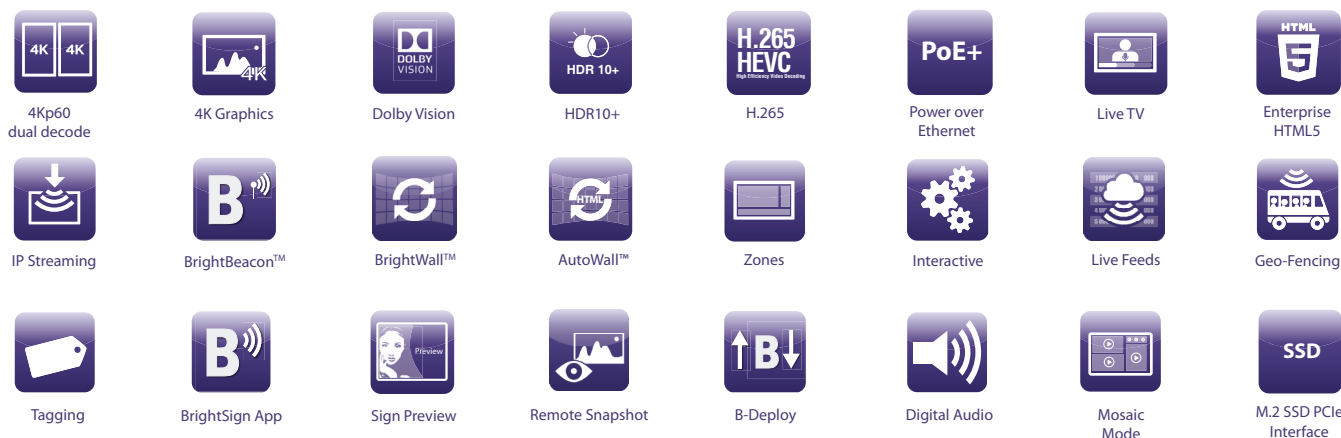 4K 4K
4K
DOLBY
VISION
HDR 10+
H.265
HEVC
High Efficiency Video Decoding
PoE+
HTML
5
4Kp60
dual decode
4K Graphics
Dolby Vision
HDR10+
H.265
Power over
Ethernet
Live TV
Enterprise
HTML5
B
HTML
IP Streaming
BrightBeacon™
BrightWall™
AutoWall™
Zones
Interactive
Live Feeds
Geo-Fencing
B
Preview
B
SSD
Tagging
BrightSign App
Sign Preview
Remote Snapshot
B-Deploy
Digital Audio
Mosaic
Mode
M.2 SSD PCIe
Interface